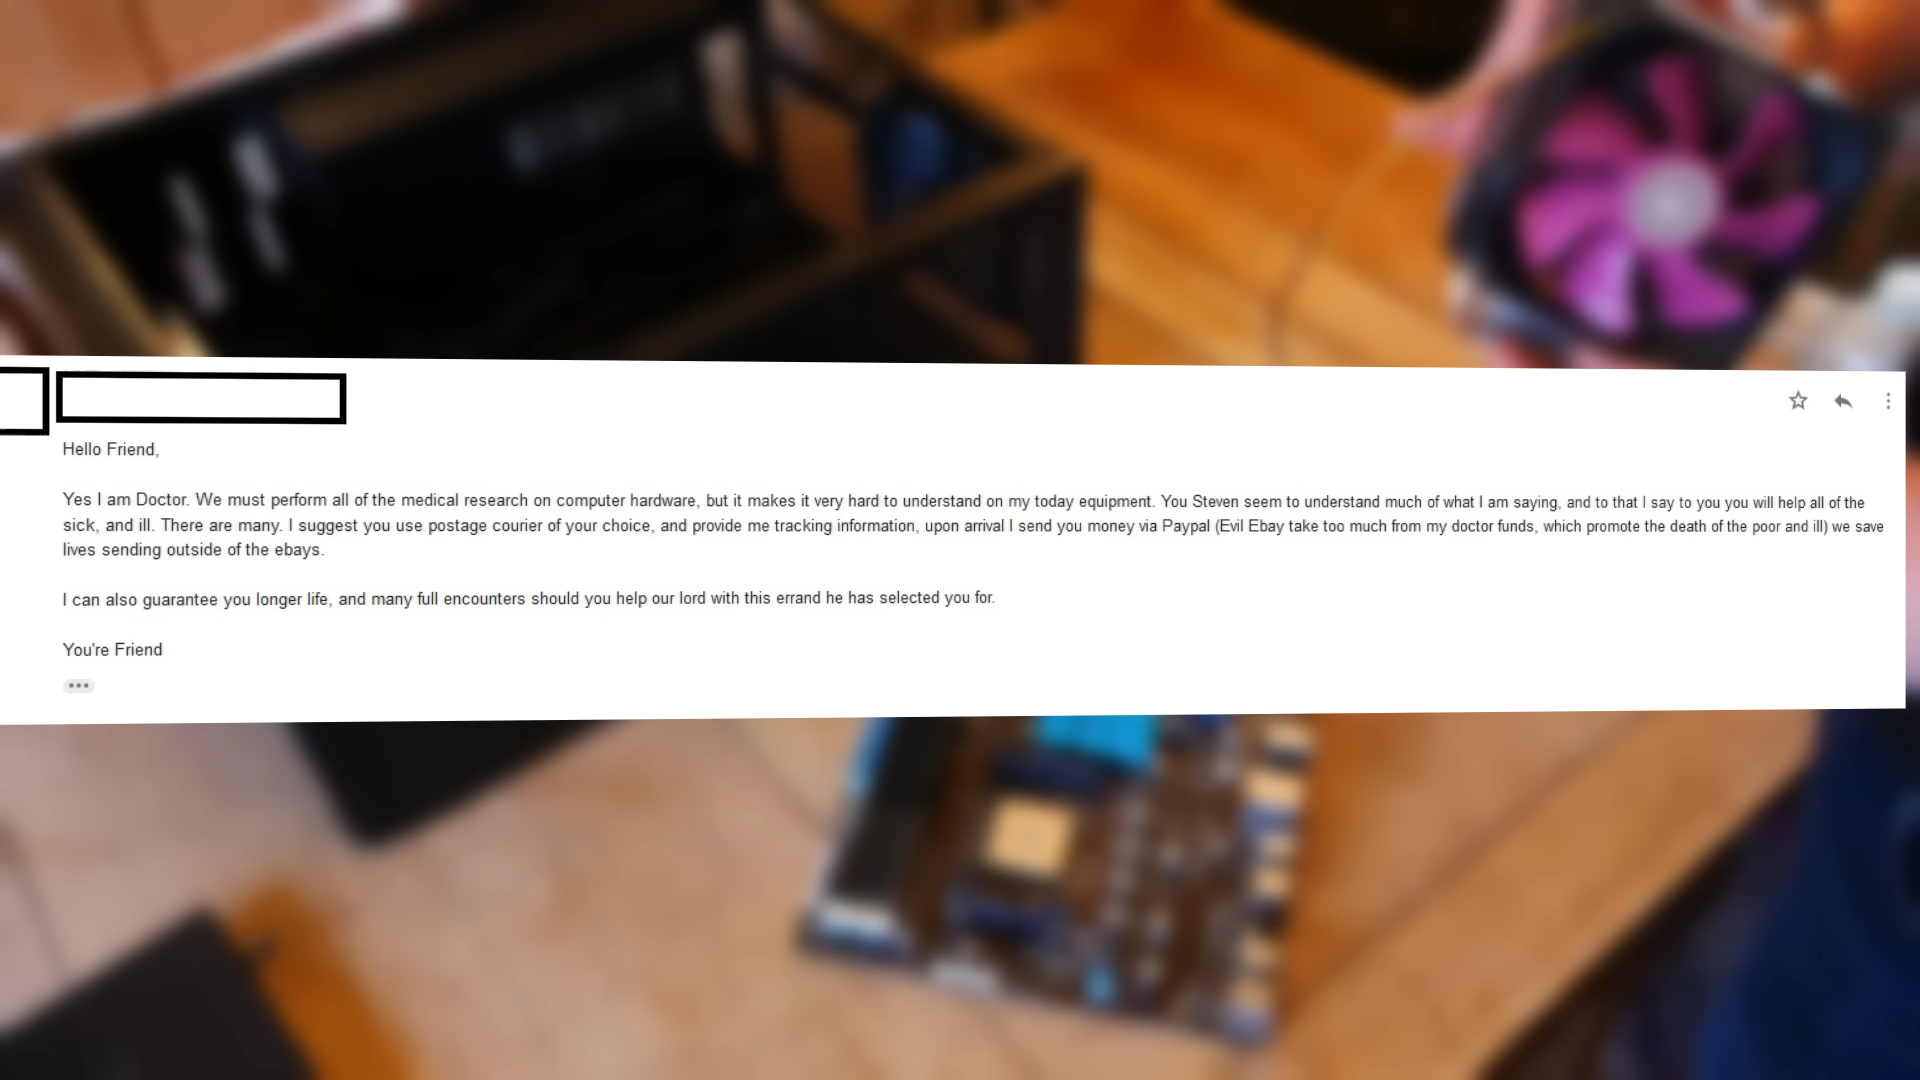 Hello Friend,
Yes I am Doctor. We must perform all of the medical research on computer hardware, but it makes it very hard to understand on my today equipment. You Steven seem to understand much of what I am saying, and to that I say to you you will help all of the
sick, and ill. There are many. I suggest you use postage courier of your choice, and provide me tracking information, upon arrival I send you money via Paypal (Evil Ebay take too much from my doctor funds, which promote the death of the poor and ill) we save
lives sending outside of the ebays.
I can also guarantee you longer life, and many full encounters should you help our lord with this errand he has selected you for.
You're Friend